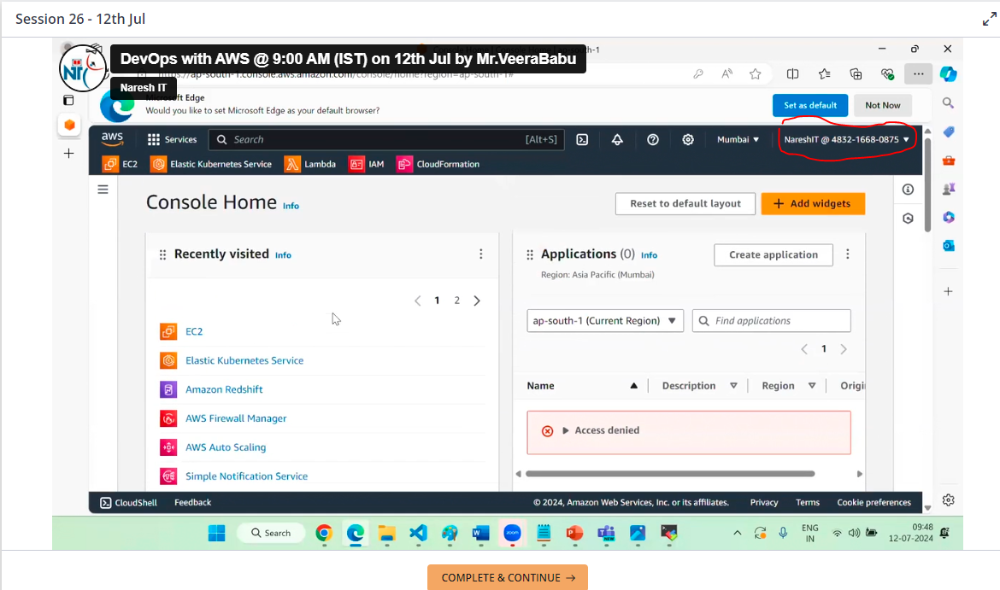 Session 26 - 12th Jul
DevOps with AWS @ 9:00 AM (IST) on 12th Jul by Mr.VeeraBabu
Naresh IT
https://ap-south-1.console.aws.amazon.com/console/home?region=ap-south-1#
Would you like to set Microsoft Edge as your default browser?
Set as default
Not Now
aws
Services
Search
[Alt+S]
Mumbai
NareshIT @ 4832-1668-0875
EC2
Elastic Kubernetes Service
Lambda
IAM
CloudFormation
Console Home Info
Reset to default layout
+ Add widgets
Recently visited Info
1 2
EC2
Elastic Kubernetes Service
Amazon Redshift
AWS Firewall Manager
AWS Auto Scaling
Simple Notification Service
Applications (0) Info
Region: Asia Pacific (Mumbai)
Create application
ap-south-1 (Current Region)
Find applications
1
Name Description Region Origi
Access denied
CloudShell Feedback
© 2024, Amazon Web Services, Inc. or its affiliates. Privacy Terms Cookie preferences
Search
ENG
IN
09:48
12-07-2024
COMPLETE & CONTINUE →